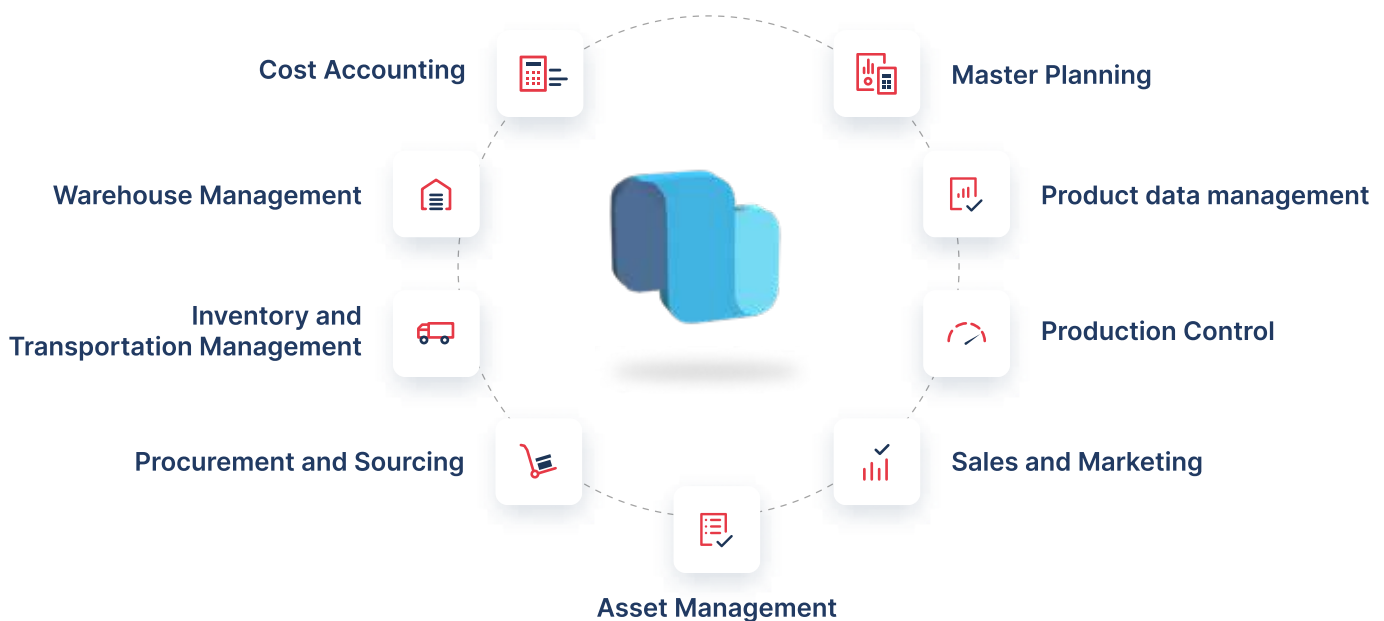 Cost Accounting
Master Planning
Warehouse Management
Product data management
Inventory and
Transportation Management
Production Control
Procurement and Sourcing
Sales and Marketing
Asset Management